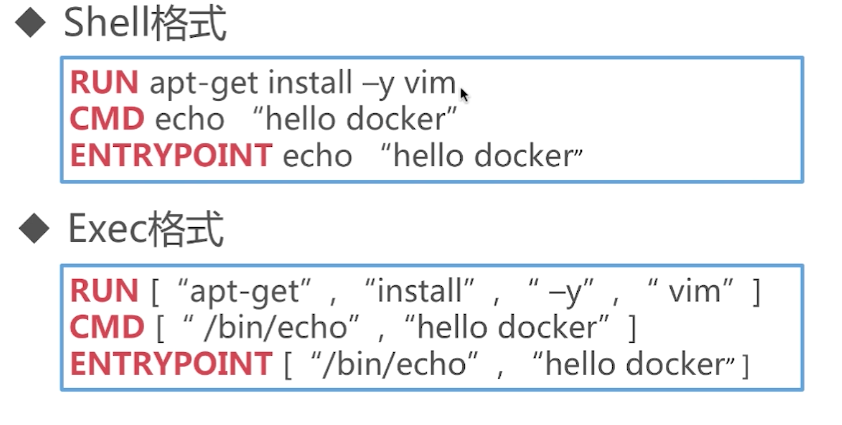 Shell格式
RUN apt-get install –y vim
CMD echo “hello docker”
ENTRYPOINT echo “hello docker”
Exec格式
RUN [ “apt-get” , “install” , “ –y” , “ vim” ]
CMD [ “ /bin/echo” , “hello docker” ]
ENTRYPOINT [ “/bin/echo” , “hello docker” ]